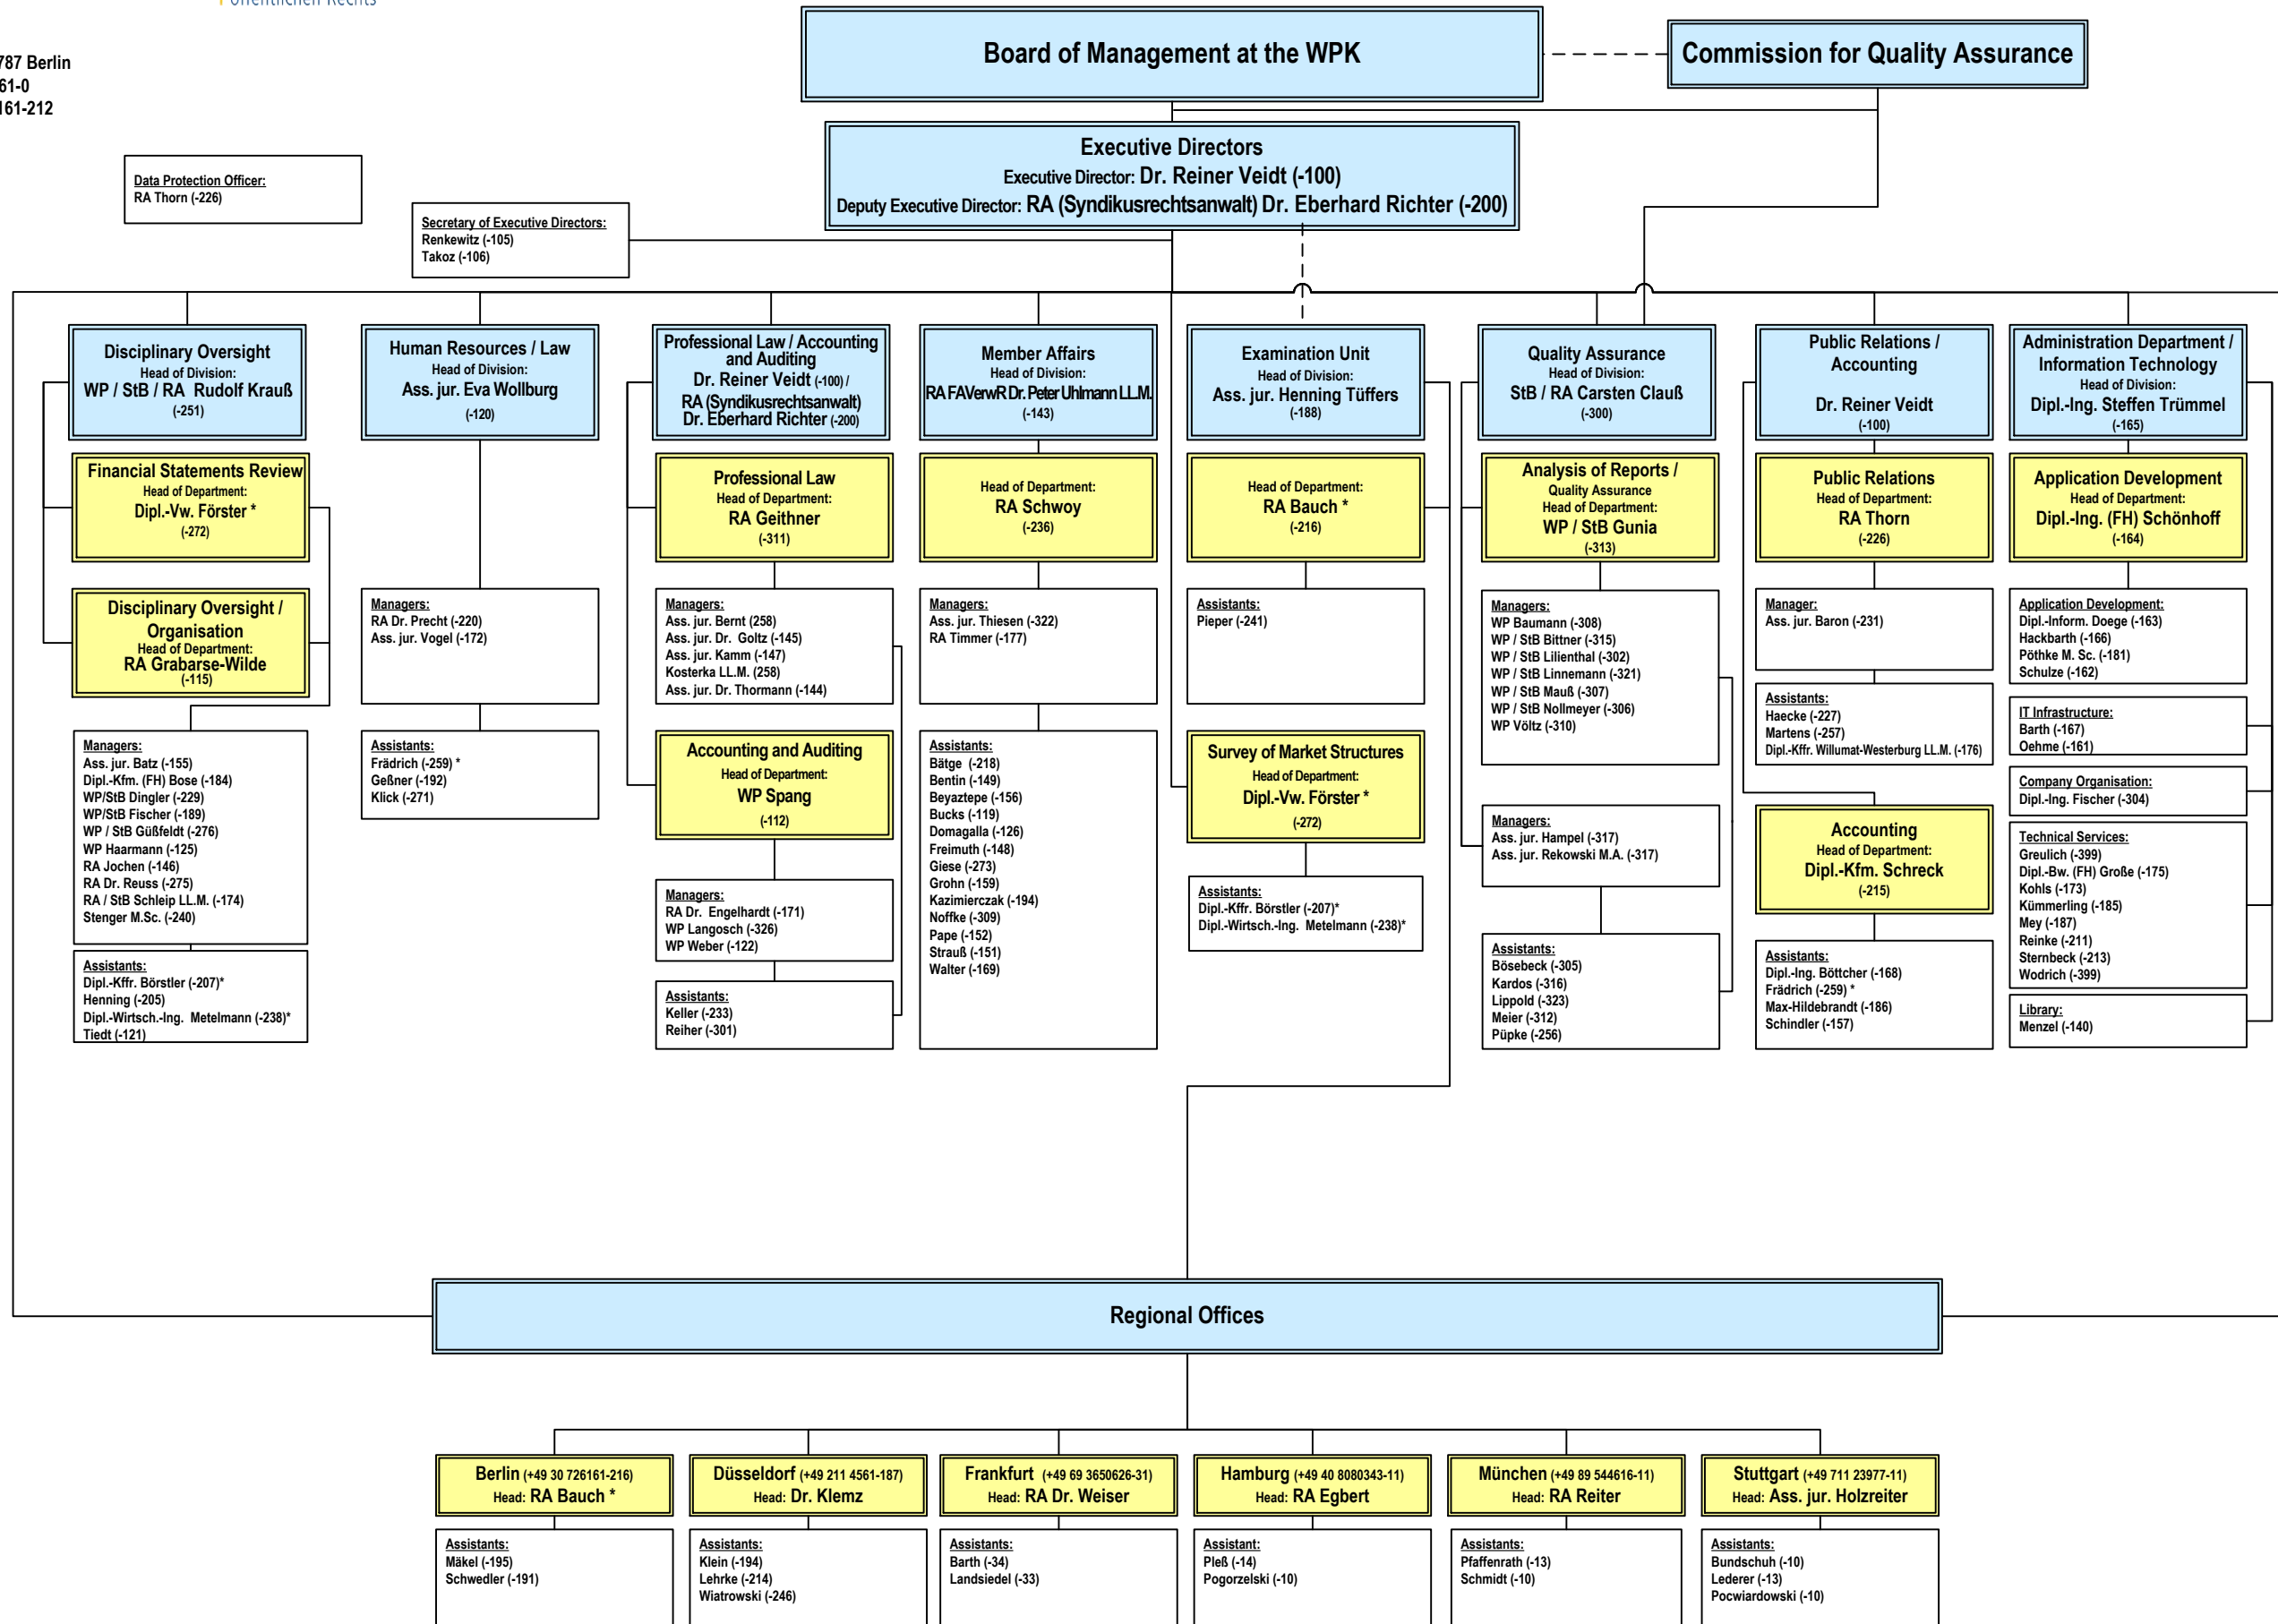 öffentlichen Rechts
787 Berlin
61-0
161-212
Board of Management at the WPK
Commission for Quality Assurance
Executive Directors
Executive Director: Dr. Reiner Veidt (-100)
Deputy Executive Director: RA (Syndikusrechtsanwalt) Dr. Eberhard Richter (-200)
Data Protection Officer:
RA Thorn (-226)
Secretary of Executive Directors:
Renkewitz (-105)
Takoz (-106)
Disciplinary Oversight
Head of Division:
WP / StB / RA Rudolf Krauß
(-251)
Financial Statements Review
Head of Department:
Dipl.-Vw. Förster *
(-272)
Disciplinary Oversight /
Organisation
Head of Department:
RA Grabarse-Wilde
(-115)
Managers:
Ass. jur. Batz (-155)
Dipl.-Kfm. (FH) Bose (-184)
WP/StB Dingler (-229)
WP/StB Fischer (-189)
WP / StB Güßfeldt (-276)
WP Haarmann (-125)
RA Jochen (-146)
RA Dr. Reuss (-275)
RA / StB Schleip LL.M. (-174)
Stenger M.Sc. (-240)
Assistants:
Dipl.-Kffr. Börstler (-207)*
Henning (-205)
Dipl.-Wirtsch.-Ing. Metelmann (-238)*
Tiedt (-121)
Human Resources / Law
Head of Division:
Ass. jur. Eva Wollburg
(-120)
Managers:
RA Dr. Precht (-220)
Ass. jur. Vogel (-172)
Assistants:
Frädrich (-259) *
Geßner (-192)
Klick (-271)
Professional Law / Accounting
and Auditing
Dr. Reiner Veidt (-100) /
RA (Syndikusrechtsanwalt)
Dr. Eberhard Richter (-200)
Professional Law
Head of Department:
RA Geithner
(-311)
Managers:
Ass. jur. Bernt (258)
Ass. jur. Dr. Goltz (-145)
Ass. jur. Kamm (-147)
Kosterka LL.M. (258)
Ass. jur. Dr. Thormann (-144)
Accounting and Auditing
Head of Department:
WP Spang
(-112)
Managers:
RA Dr. Engelhardt (-171)
WP Langosch (-326)
WP Weber (-122)
Assistants:
Keller (-233)
Reiher (-301)
Member Affairs
Head of Division:
RA FAVerwR Dr. Peter Uhlmann LL.M.
(-143)
Head of Department:
RA Schwoy
(-236)
Managers:
Ass. jur. Thiesen (-322)
RA Timmer (-177)
Assistants:
Bätge (-218)
Bentin (-149)
Beyaztepe (-156)
Bucks (-119)
Domagalla (-126)
Freimuth (-148)
Giese (-273)
Grohn (-159)
Kazimierczak (-194)
Noffke (-309)
Pape (-152)
Strauß (-151)
Walter (-169)
Examination Unit
Head of Division:
Ass. jur. Henning Tüffers
(-188)
Head of Department:
RA Bauch *
(-216)
Assistants:
Pieper (-241)
Survey of Market Structures
Head of Department:
Dipl.-Vw. Förster *
(-272)
Assistants:
Dipl.-Kffr. Börstler (-207)*
Dipl.-Wirtsch.-Ing. Metelmann (-238)*
Quality Assurance
Head of Division:
StB / RA Carsten Clauß
(-300)
Analysis of Reports /
Quality Assurance
Head of Department:
WP / StB Gunia
(-313)
Managers:
WP Baumann (-308)
WP / StB Bittner (-315)
WP / StB Lilienthal (-302)
WP / StB Linnemann (-321)
WP / StB Mauß (-307)
WP / StB Nollmeyer (-306)
WP Völtz (-310)
Managers:
Ass. jur. Hampel (-317)
Ass. jur. Rekowski M.A. (-317)
Assistants:
Bösebeck (-305)
Kardos (-316)
Lippold (-323)
Meier (-312)
Püpke (-256)
Public Relations /
Accounting
Dr. Reiner Veidt
(-100)
Public Relations
Head of Department:
RA Thorn
(-226)
Manager:
Ass. jur. Baron (-231)
Assistants:
Haecke (-227)
Martens (-257)
Dipl.-Kffr. Willumat-Westerburg LL.M. (-176)
Accounting
Head of Department:
Dipl.-Kfm. Schreck
(-215)
Assistants:
Dipl.-Ing. Böttcher (-168)
Frädrich (-259) *
Max-Hildebrandt (-186)
Schindler (-157)
Administration Department /
Information Technology
Head of Division:
Dipl.-Ing. Steffen Trümmel
(-165)
Application Development
Head of Department:
Dipl.-Ing. (FH) Schönhoff
(-164)
Application Development:
Dipl.-Inform. Doege (-163)
Hackbarth (-166)
Pöthke M. Sc. (-181)
Schulze (-162)
IT Infrastructure:
Barth (-167)
Oehme (-161)
Company Organisation:
Dipl.-Ing. Fischer (-304)
Technical Services:
Greulich (-399)
Dipl.-Bw. (FH) Große (-175)
Kohls (-173)
Kümmerling (-185)
Mey (-187)
Reinke (-211)
Sternbeck (-213)
Wodrich (-399)
Library:
Menzel (-140)
Regional Offices
Berlin (+49 30 726161-216)
Head: RA Bauch *
Assistants:
Mäkel (-195)
Schwedler (-191)
Düsseldorf (+49 211 4561-187)
Head: Dr. Klemz
Assistants:
Klein (-194)
Lehrke (-214)
Wiatrowski (-246)
Frankfurt (+49 69 3650626-31)
Head: RA Dr. Weiser
Assistants:
Barth (-34)
Landsiedel (-33)
Hamburg (+49 40 8080343-11)
Head: RA Egbert
Assistant:
Pleß (-14)
Pogorzelski (-10)
München (+49 89 544616-11)
Head: RA Reiter
Assistants:
Pfaffenrath (-13)
Schmidt (-10)
Stuttgart (+49 711 23977-11)
Head: Ass. jur. Holzreiter
Assistants:
Bundschuh (-10)
Lederer (-13)
Pocwiardowski (-10)